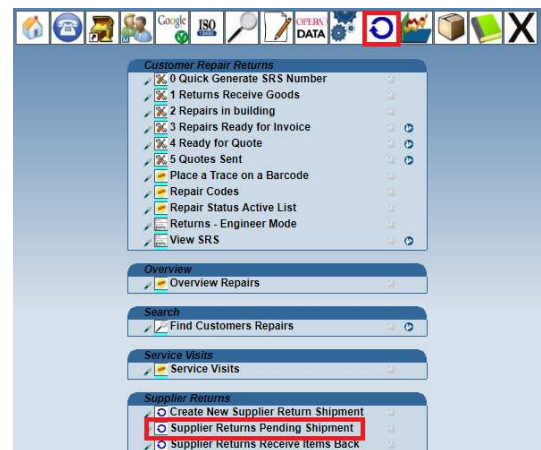 Google ISO OPERA DATA X
Customer Repair Returns
0 Quick Generate SRS Number
1 Returns Receive Goods
2 Repairs in building
3 Repairs Ready for Invoice
4 Ready for Quote
5 Quotes Sent
Place a Trace on a Barcode
Repair Codes
Repair Status Active List
Returns - Engineer Mode
View SRS
Overview
Overview Repairs
Search
Find Customers Repairs
Service Visits
Service Visits
Supplier Returns
Create New Supplier Return Shipment
Supplier Returns Pending Shipment
Supplier Returns Receive Items Back